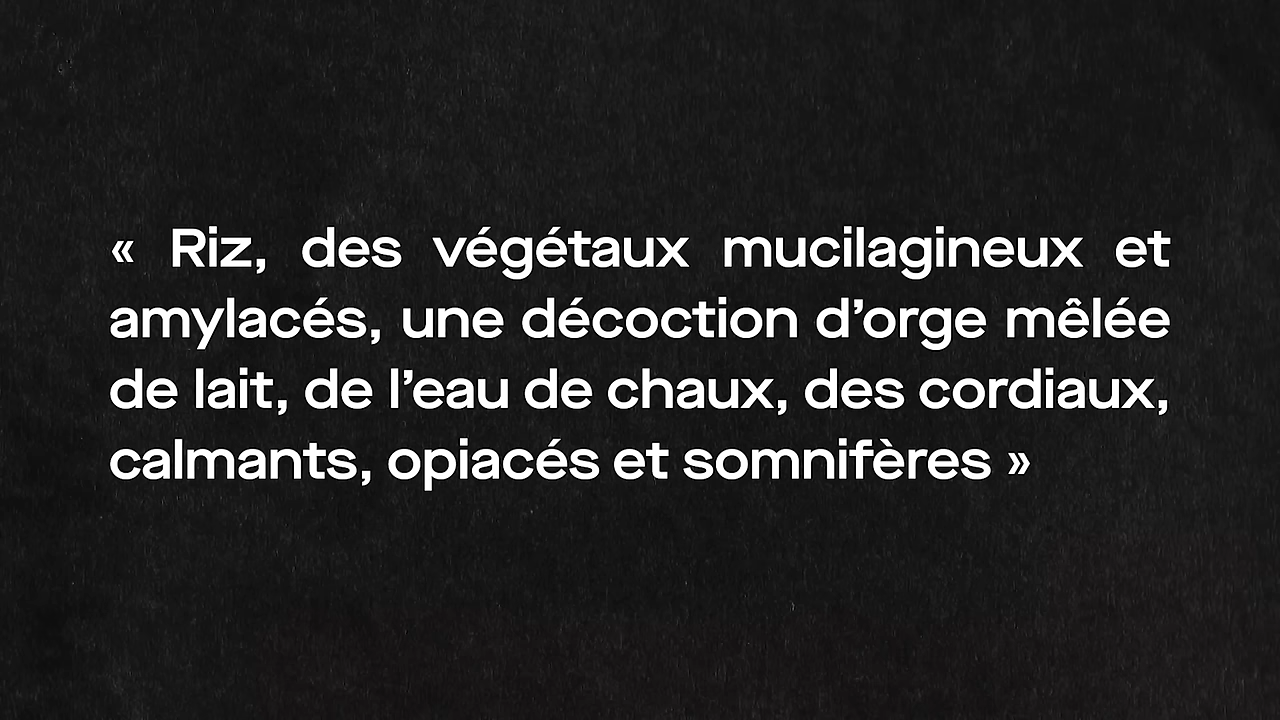 « Riz, des végétaux mucilagineux et
amylacés, une décoction d’orge mêlée
de lait, de l’eau de chaux, des cordiaux,
calmants, opiacés et somnifères »